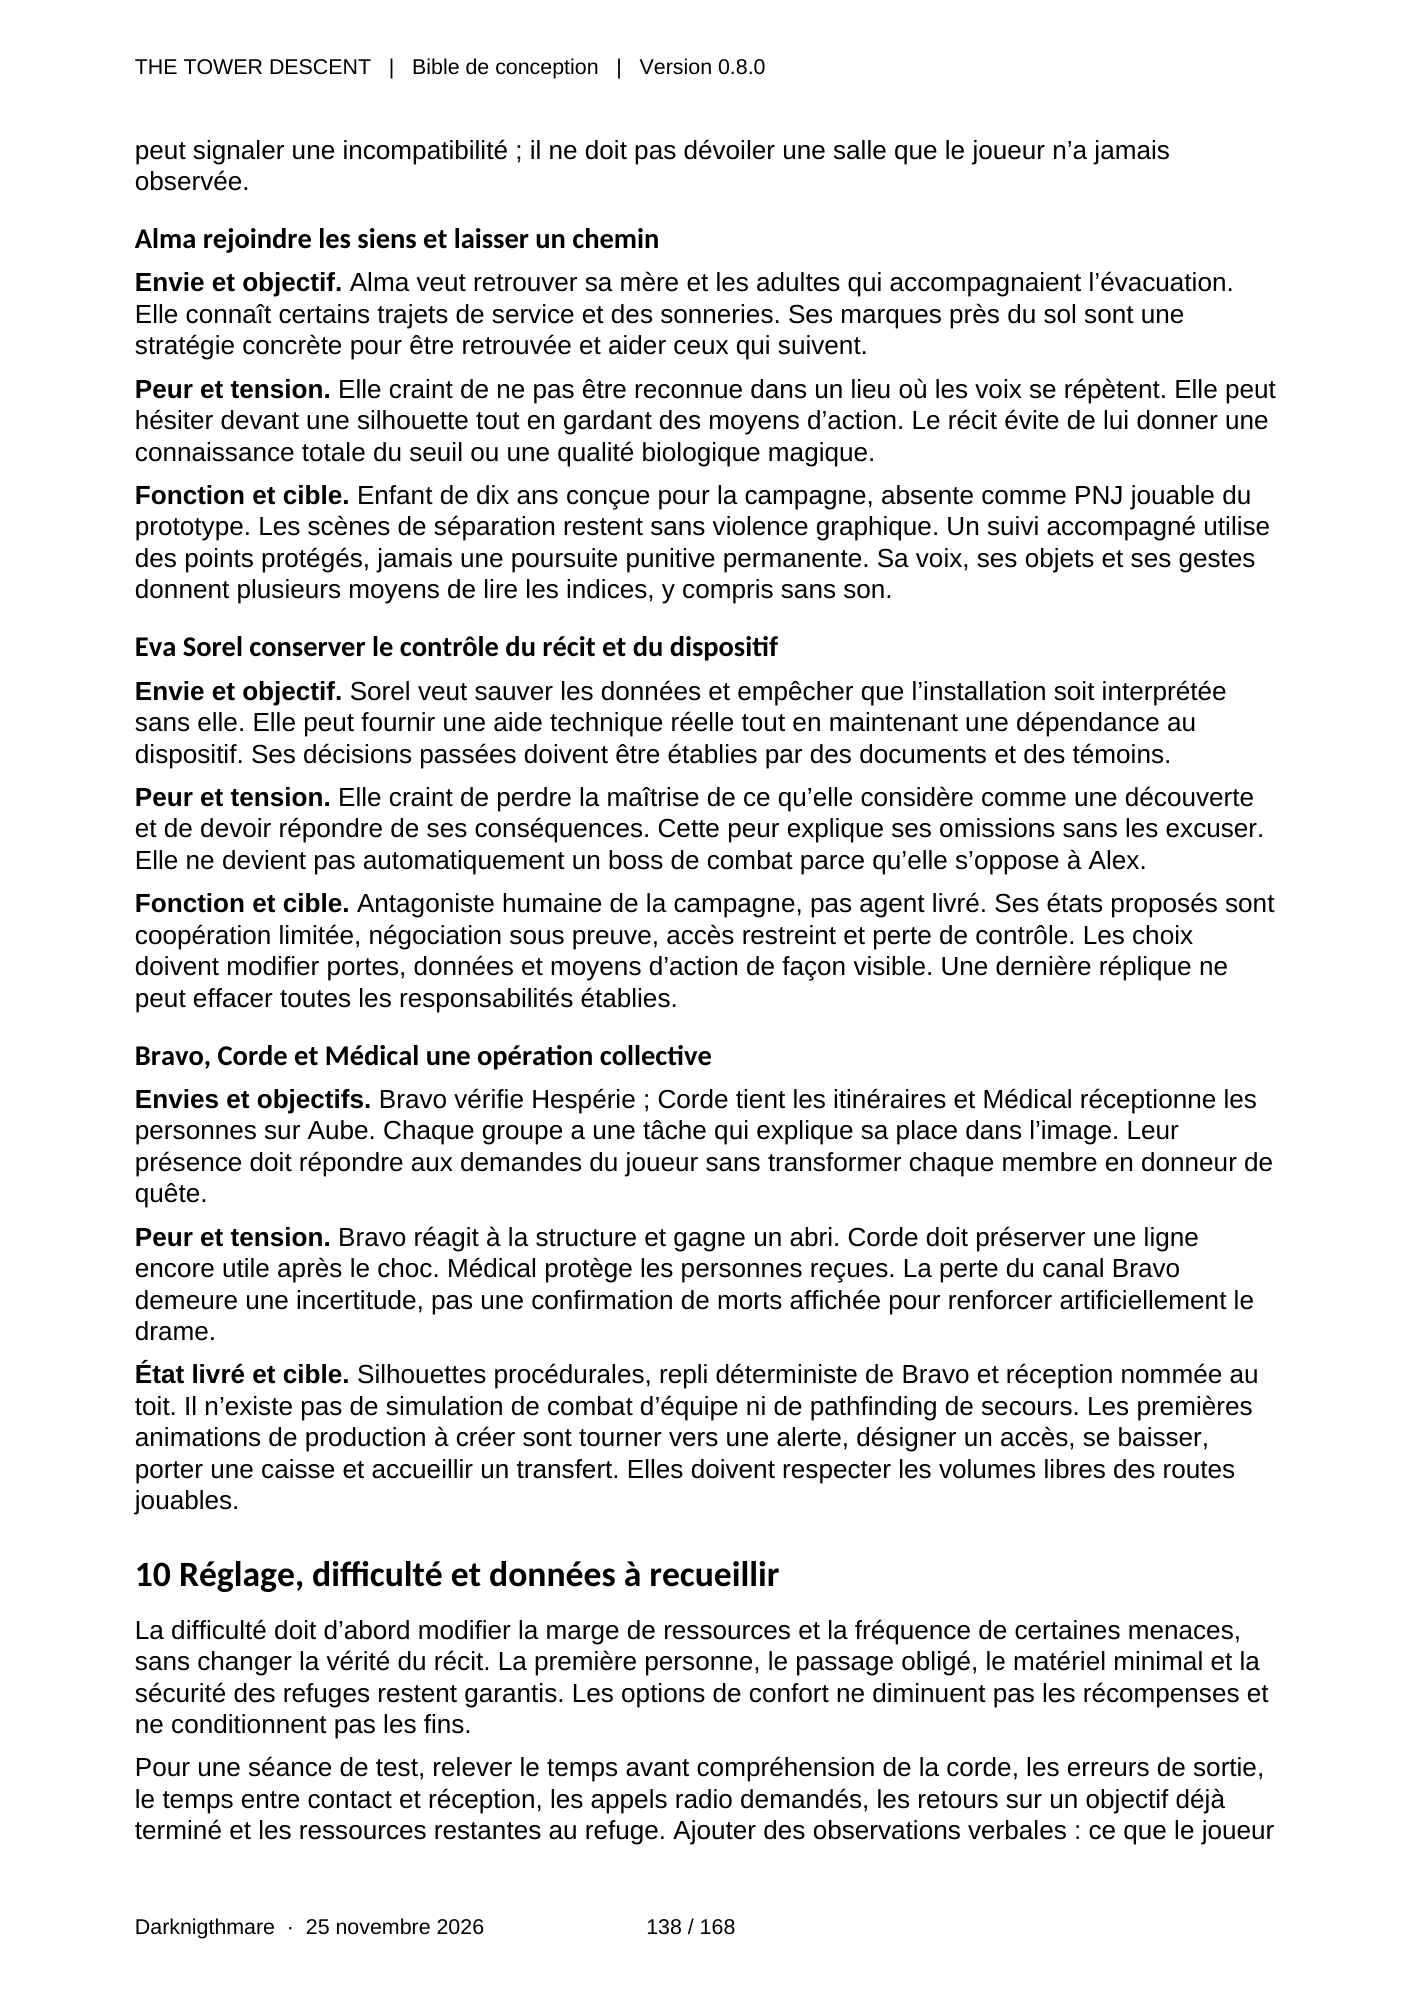 THE TOWER DESCENT | Bible de conception | Version 0.8.0
peut signaler une incompatibilité ; il ne doit pas dévoiler une salle que le joueur n’a jamais
observée.
Alma rejoindre les siens et laisser un chemin
Envie et objectif. Alma veut retrouver sa mère et les adultes qui accompagnaient l’évacuation.
Elle connaît certains trajets de service et des sonneries. Ses marques près du sol sont une
stratégie concrète pour être retrouvée et aider ceux qui suivent.
Peur et tension. Elle craint de ne pas être reconnue dans un lieu où les voix se répètent. Elle peut
hésiter devant une silhouette tout en gardant des moyens d’action. Le récit évite de lui donner une
connaissance totale du seuil ou une qualité biologique magique.
Fonction et cible. Enfant de dix ans conçue pour la campagne, absente comme PNJ jouable du
prototype. Les scènes de séparation restent sans violence graphique. Un suivi accompagné utilise
des points protégés, jamais une poursuite punitive permanente. Sa voix, ses objets et ses gestes
donnent plusieurs moyens de lire les indices, y compris sans son.
Eva Sorel conserver le contrôle du récit et du dispositif
Envie et objectif. Sorel veut sauver les données et empêcher que l’installation soit interprétée
sans elle. Elle peut fournir une aide technique réelle tout en maintenant une dépendance au
dispositif. Ses décisions passées doivent être établies par des documents et des témoins.
Peur et tension. Elle craint de perdre la maîtrise de ce qu’elle considère comme une découverte
et de devoir répondre de ses conséquences. Cette peur explique ses omissions sans les excuser.
Elle ne devient pas automatiquement un boss de combat parce qu’elle s’oppose à Alex.
Fonction et cible. Antagoniste humaine de la campagne, pas agent livré. Ses états proposés sont
coopération limitée, négociation sous preuve, accès restreint et perte de contrôle. Les choix
doivent modifier portes, données et moyens d’action de façon visible. Une dernière réplique ne
peut effacer toutes les responsabilités établies.
Bravo, Corde et Médical une opération collective
Envies et objectifs. Bravo vérifie Hespérie ; Corde tient les itinéraires et Médical réceptionne les
personnes sur Aube. Chaque groupe a une tâche qui explique sa place dans l’image. Leur
présence doit répondre aux demandes du joueur sans transformer chaque membre en donneur de
quête.
Peur et tension. Bravo réagit à la structure et gagne un abri. Corde doit préserver une ligne
encore utile après le choc. Médical protège les personnes reçues. La perte du canal Bravo
demeure une incertitude, pas une confirmation de morts affichée pour renforcer artificiellement le
drame.
État livré et cible. Silhouettes procédurales, repli déterministe de Bravo et réception nommée au
toit. Il n’existe pas de simulation de combat d’équipe ni de pathfinding de secours. Les premières
animations de production à créer sont tourner vers une alerte, désigner un accès, se baisser,
porter une caisse et accueillir un transfert. Elles doivent respecter les volumes libres des routes
jouables.
10 Réglage, difficulté et données à recueillir
La difficulté doit d’abord modifier la marge de ressources et la fréquence de certaines menaces,
sans changer la vérité du récit. La première personne, le passage obligé, le matériel minimal et la
sécurité des refuges restent garantis. Les options de confort ne diminuent pas les récompenses et
ne conditionnent pas les fins.
Pour une séance de test, relever le temps avant compréhension de la corde, les erreurs de sortie,
le temps entre contact et réception, les appels radio demandés, les retours sur un objectif déjà
terminé et les ressources restantes au refuge. Ajouter des observations verbales : ce que le joueur
Darknigthmare · 25 novembre 2026 138 / 168